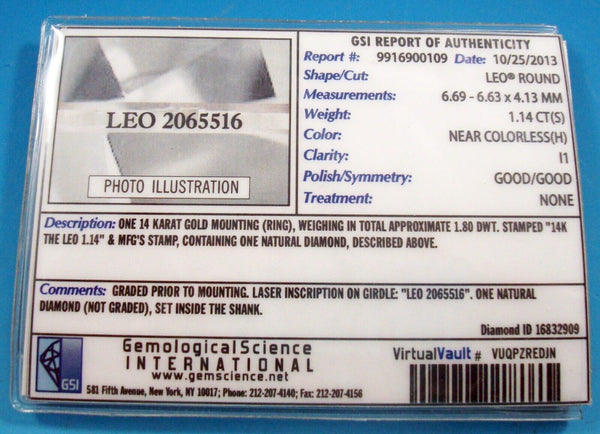 LEO 2065516
PHOTO ILLUSTRATION
GSI REPORT OF AUTHENTICITY
Report #: 9916900109 Date: 10/25/2013
Shape/Cut: LEO® ROUND
Measurements: 6.69 - 6.63 x 4.13 MM
Weight: 1.14 CT(S)
Color: NEAR COLORLESS(H)
Clarity: I1
Polish/Symmetry: GOOD/GOOD
Treatment: NONE
Description: ONE 14 KARAT GOLD MOUNTING (RING), WEIGHING IN TOTAL APPROXIMATE 1.80 DWT. STAMPED "14K
THE LEO 1.14" & MFG'S STAMP, CONTAINING ONE NATURAL DIAMOND, DESCRIBED ABOVE.
Comments: GRADED PRIOR TO MOUNTING. LASER INSCRIPTION ON GIRDLE: "LEO 2065516". ONE NATURAL
DIAMOND (NOT GRADED), SET INSIDE THE SHANK.
Diamond ID 16832909
GSI
GemologicalScience
INTERNATIONAL
www.gemscience.net
581 Fifth Avenue, New York, NY 10017; Phone: 212-207-4140; Fax: 212-207-4156
VirtualVault # VUQPZREDJN